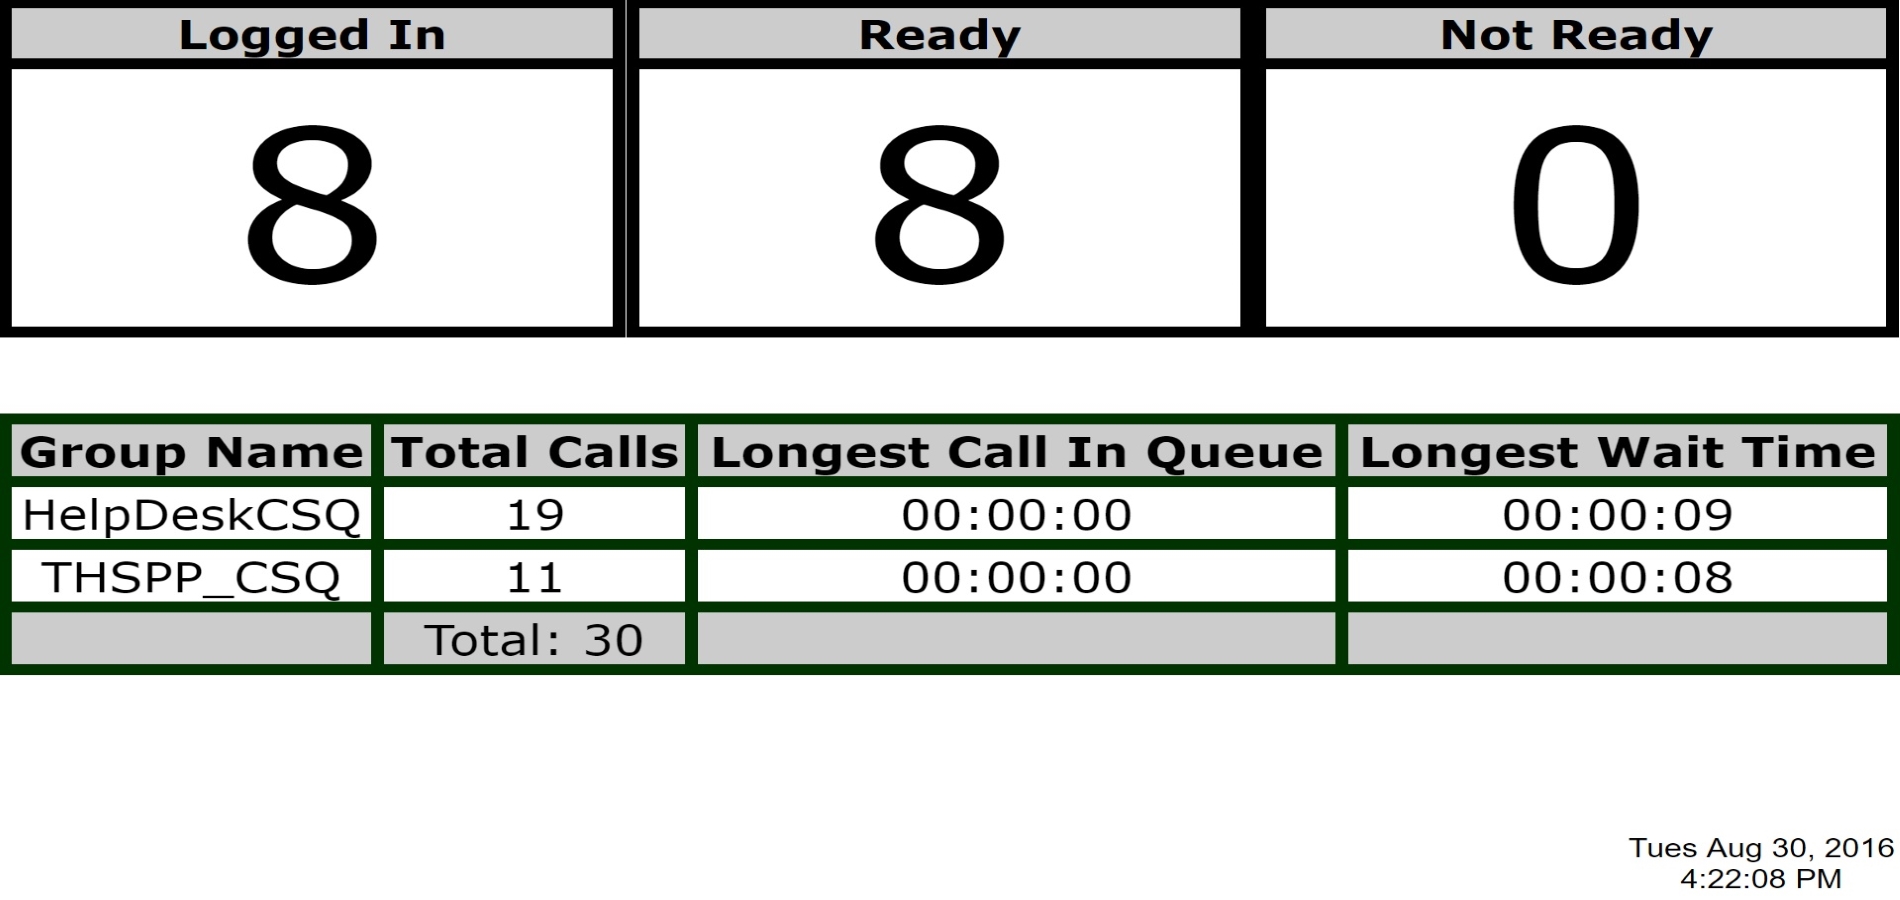 Logged In Ready Not Ready
8 8 0
Group Name Total Calls Longest Call In Queue Longest Wait Time
HelpDeskCSQ 19 00:00:00 00:00:09
THSPP_CSQ 11 00:00:00 00:00:08
Total: 30
Tues Aug 30, 2016
4:22:08 PM